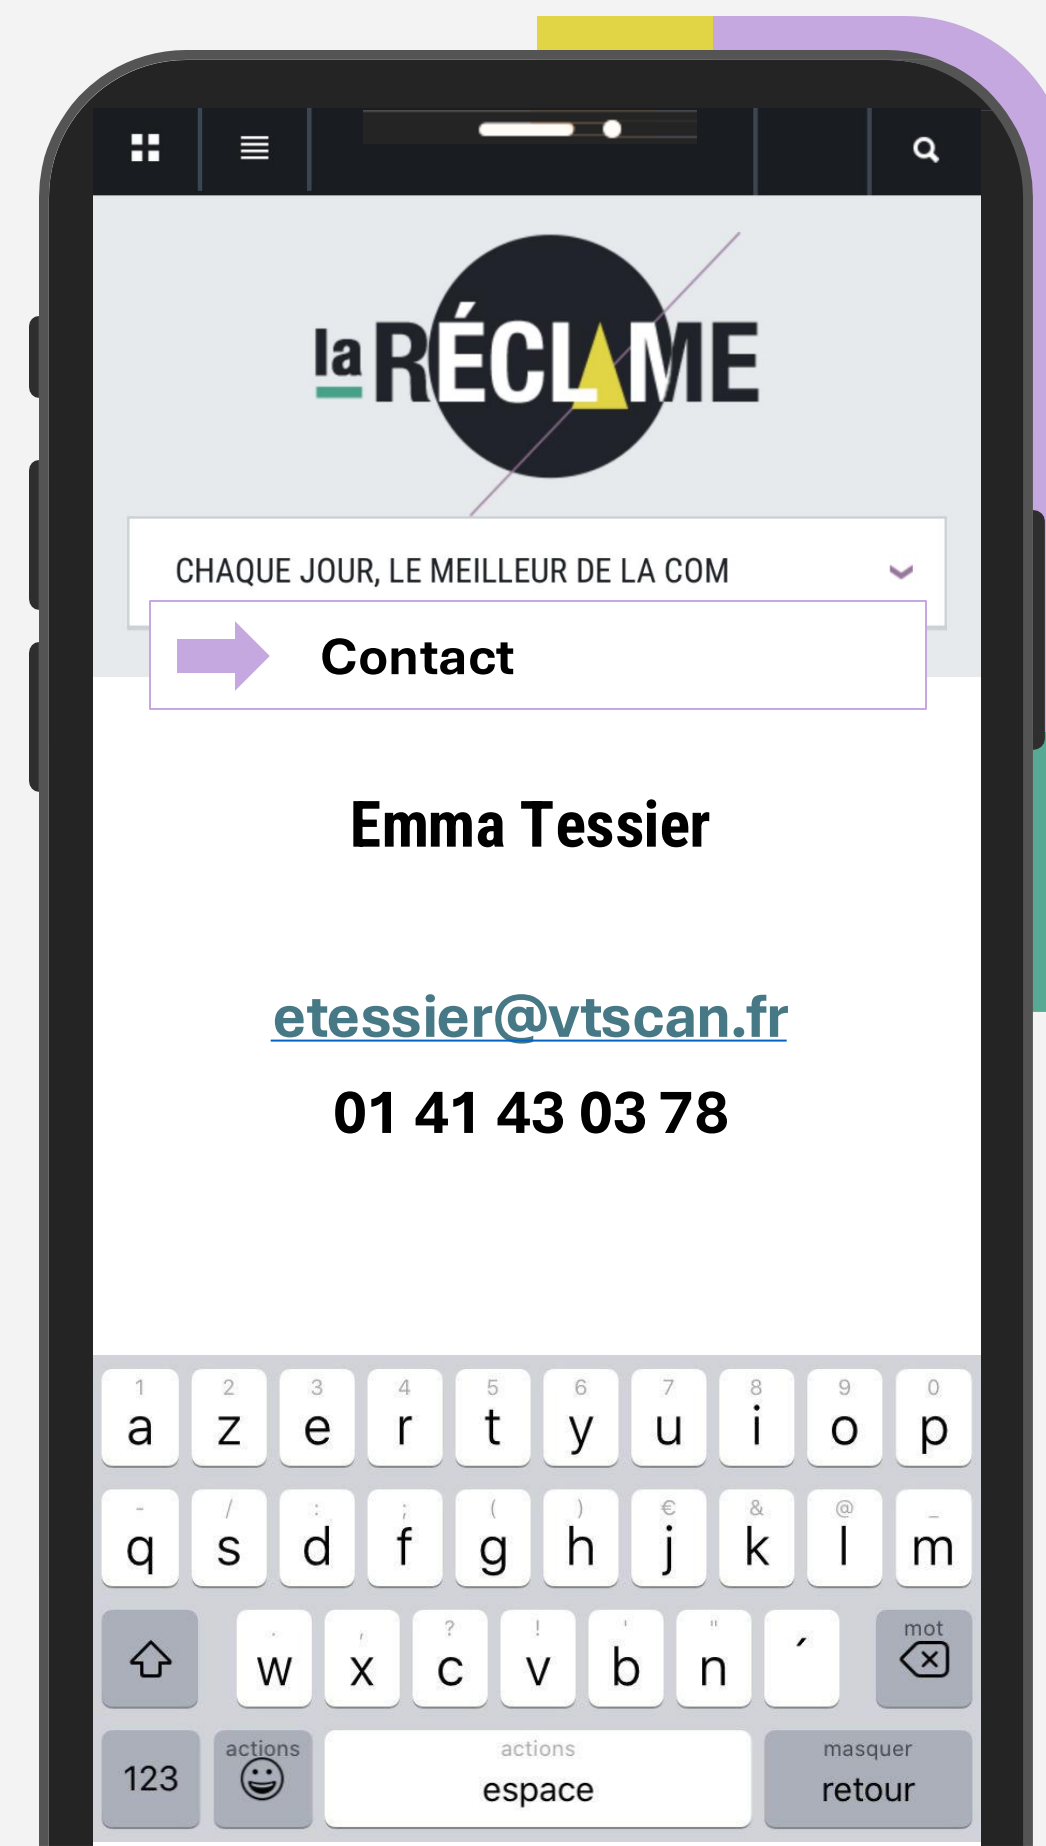 la RÉCLAME
CHAQUE JOUR, LE MEILLEUR DE LA COM
Contact
Emma Tessier
etessier@vtscan.fr
01 41 43 03 78
1 2 3 4 5 6 7 8 9 0
a z e r t y u i o p
- / : ; ( ) € & @ _
q s d f g h j k l m
. , ? ! ' " mot
w x c v b n ´
actions actions masquer
123 espace retour